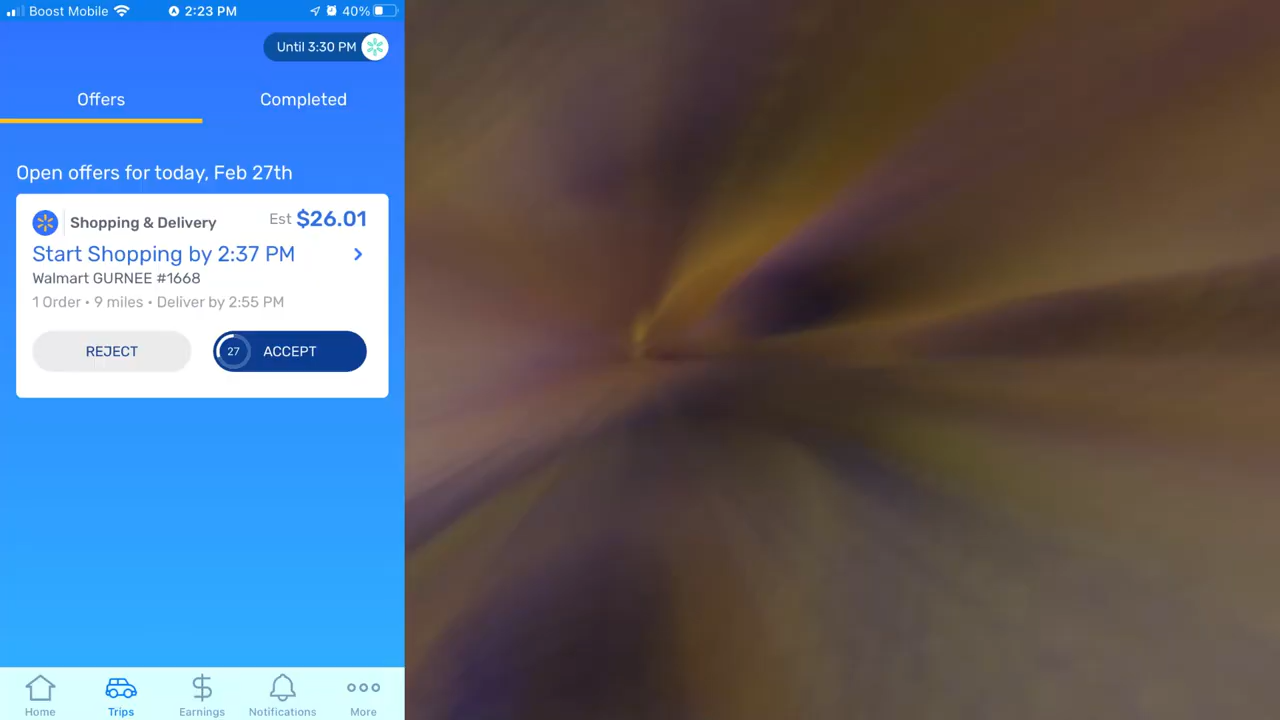 Boost Mobile 2:23 PM 40%
Until 3:30 PM
Offers Completed
Open offers for today, Feb 27th
Shopping & Delivery Est $26.01
Start Shopping by 2:37 PM
Walmart GURNEE #1668
1 Order • 9 miles • Deliver by 2:55 PM
REJECT 27 ACCEPT
Home Trips Earnings Notifications More